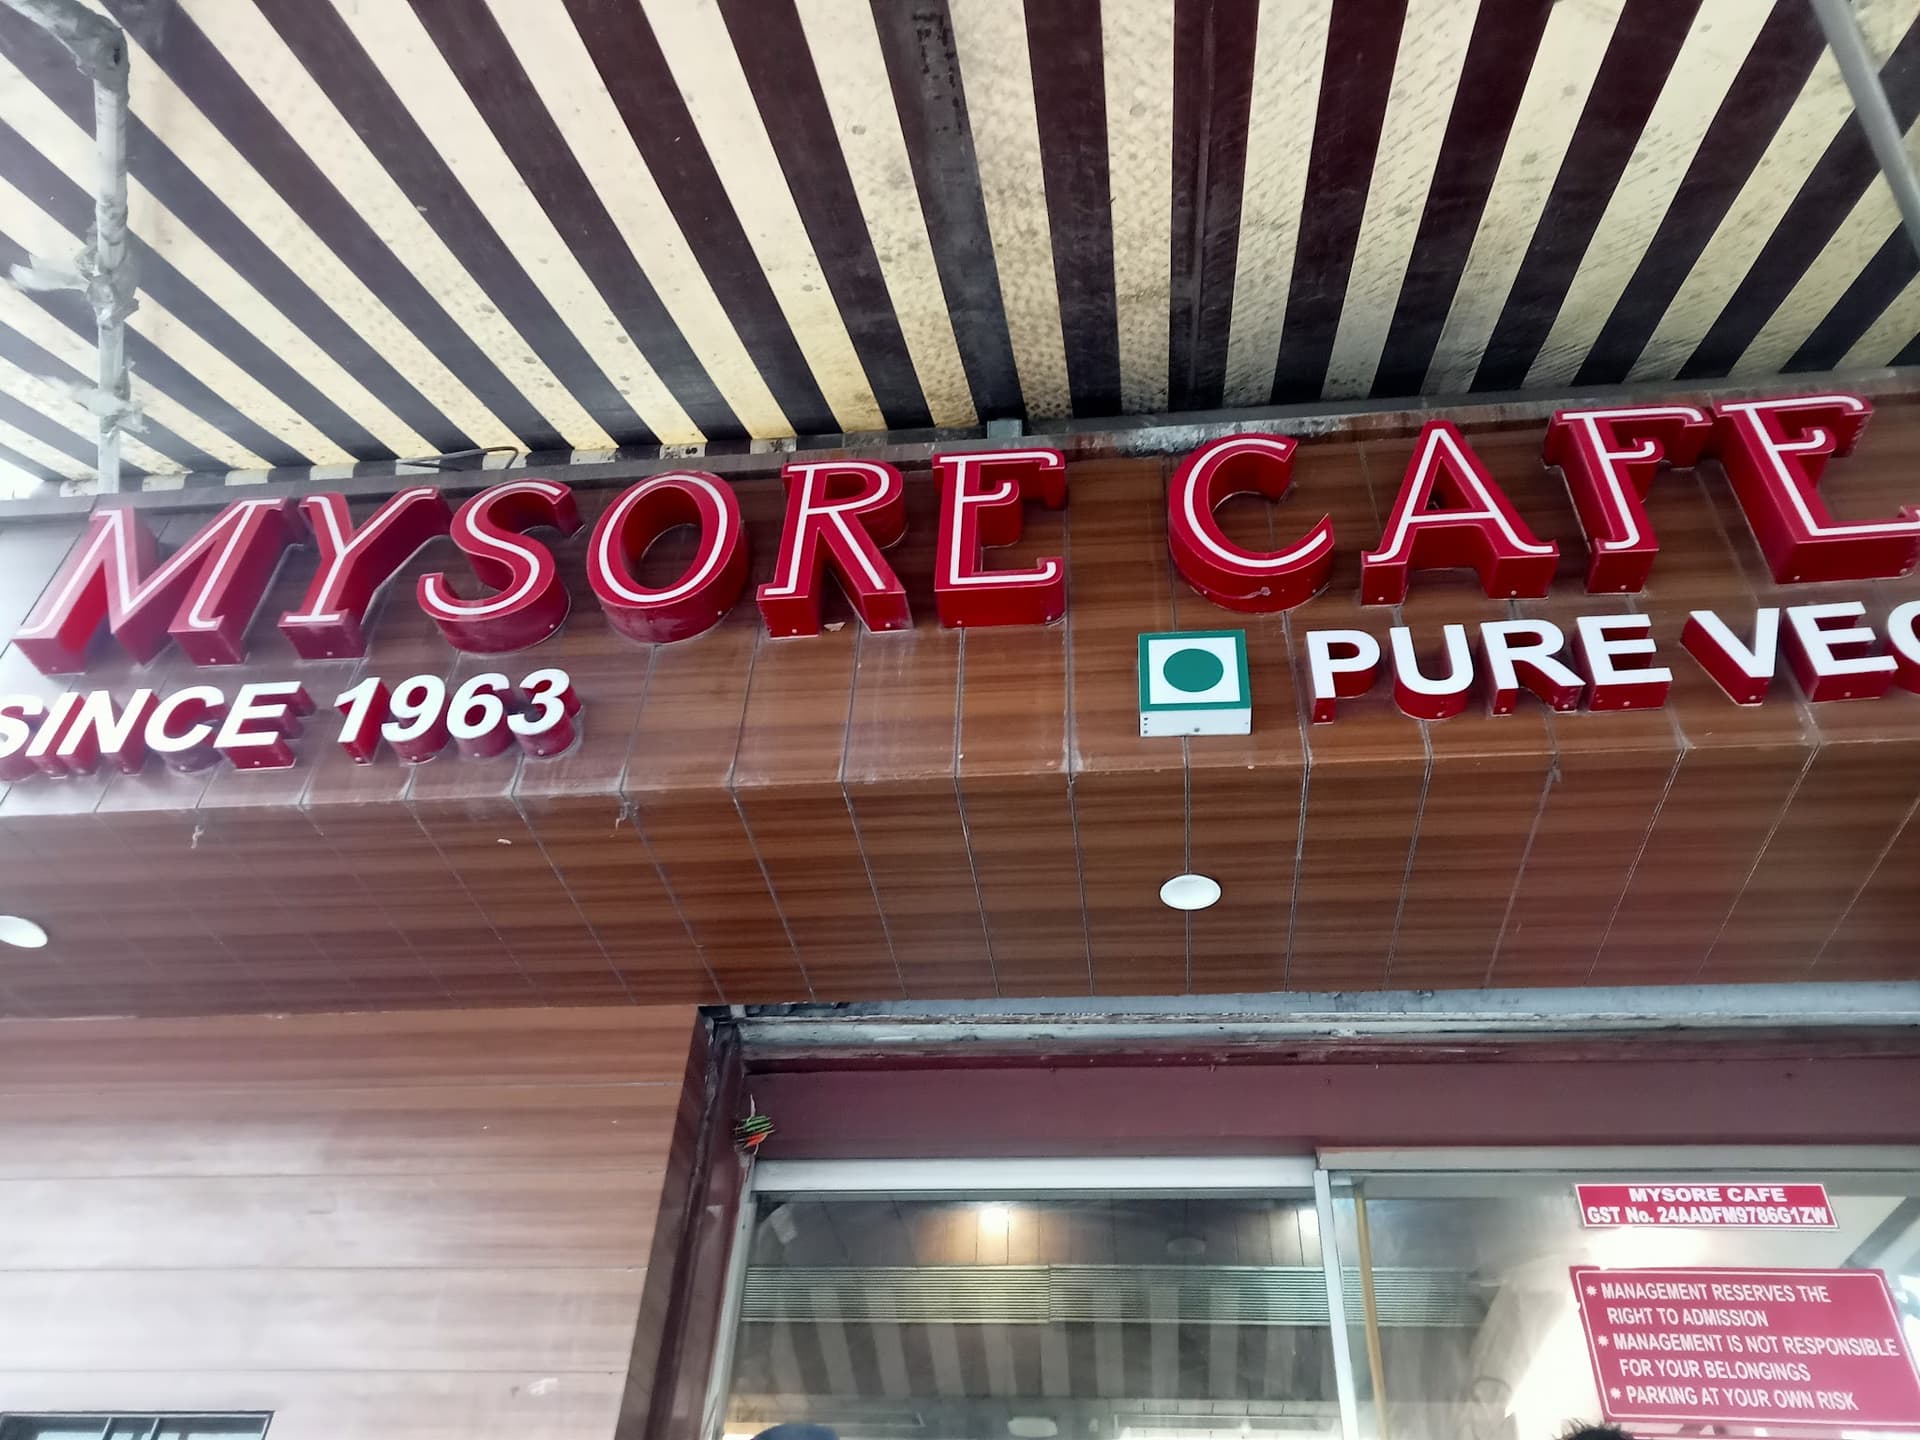 MYSORE CAFE
SINCE 1963
PURE VEG
MYSORE CAFE
GST No. 24AADFM9786G1ZW
* MANAGEMENT RESERVES THE
RIGHT TO ADMISSION
* MANAGEMENT IS NOT RESPONSIBLE
FOR YOUR BELONGINGS
* PARKING AT YOUR OWN RISK